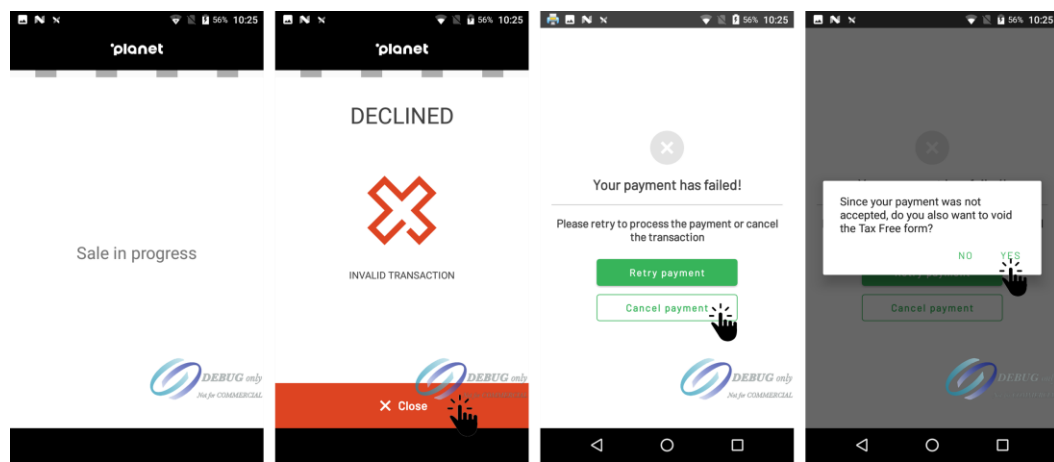 56% 10:25
planet
Sale in progress
DEBUG only
Not for COMMERCIAL
56% 10:25
planet
DECLINED
INVALID TRANSACTION
DEBUG only
Close
56% 10:25
Your payment has failed!
Please retry to process the payment or cancel
the transaction
Retry payment
Cancel payment
DEBUG only
Not for COMMERCIAL
56% 10:25
Since your payment was not
accepted, do you also want to void
the Tax Free form?
NO YES
Cancel payment
DEBUG only